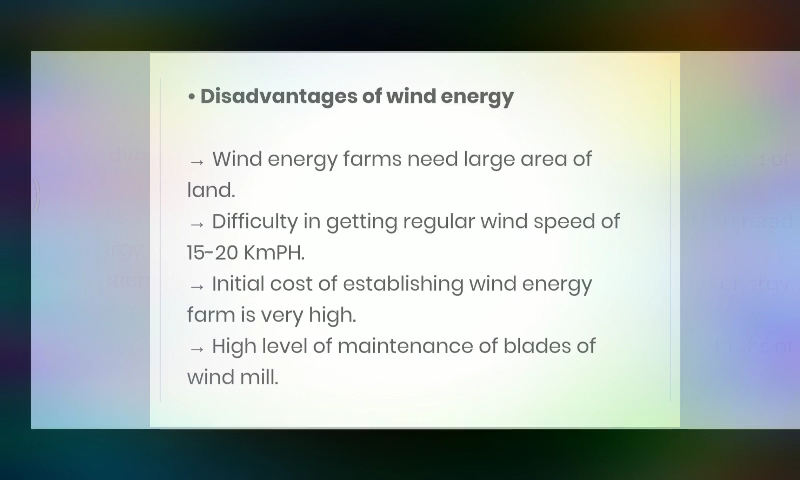 • Disadvantages of wind energy
→ Wind energy farms need large area of
land.
→ Difficulty in getting regular wind speed of
15-20 KmPH.
→ Initial cost of establishing wind energy
farm is very high.
→ High level of maintenance of blades of
wind mill.